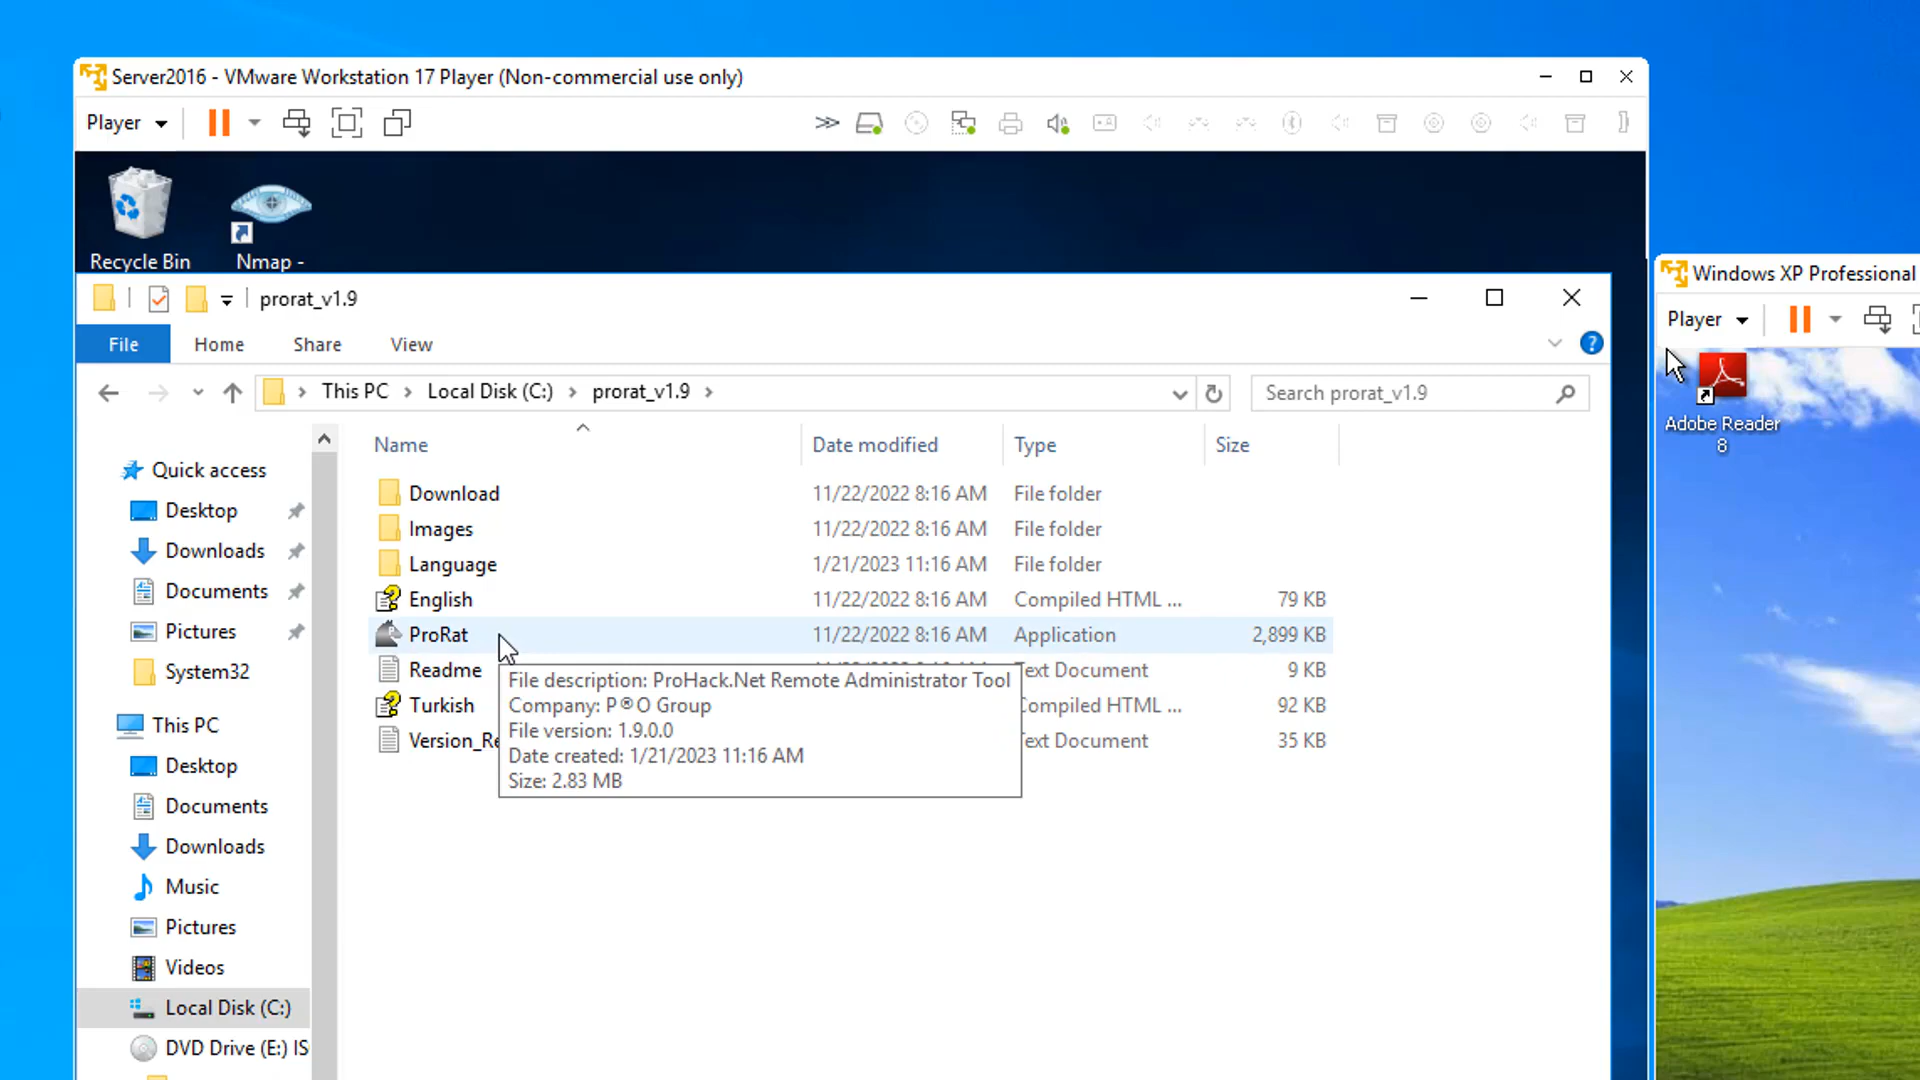 Server2016 - VMware Workstation 17 Player (Non-commercial use only)
Player
Recycle Bin
Nmap -
prorat_v1.9
File Home Share View
This PC Local Disk (C:) prorat_v1.9
Search prorat_v1.9
Name Date modified Type Size
Download 11/22/2022 8:16 AM File folder
Images 11/22/2022 8:16 AM File folder
Language 1/21/2023 11:16 AM File folder
English 11/22/2022 8:16 AM Compiled HTML ... 79 KB
ProRat 11/22/2022 8:16 AM Application 2,899 KB
Readme Text Document 9 KB
Turkish Compiled HTML ... 92 KB
Version_Re Text Document 35 KB
File description: ProHack.Net Remote Administrator Tool
Company: P®O Group
File version: 1.9.0.0
Date created: 1/21/2023 11:16 AM
Size: 2.83 MB
Quick access
Desktop
Downloads
Documents
Pictures
System32
This PC
Desktop
Documents
Downloads
Music
Pictures
Videos
Local Disk (C:)
DVD Drive (E:) IS
Windows XP Professional
Player
Adobe Reader
8